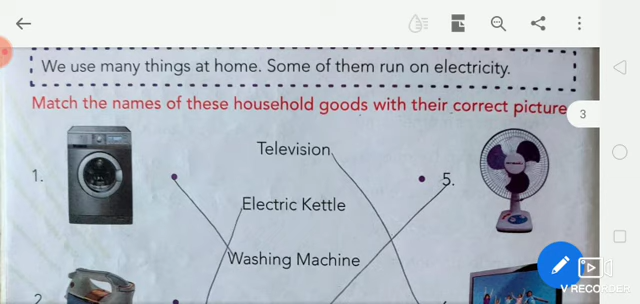 We use many things at home. Some of them run on electricity.
Match the names of these household goods with their correct picture
3
Television
1.
5.
Electric Kettle
Washing Machine
2
V RECORDER